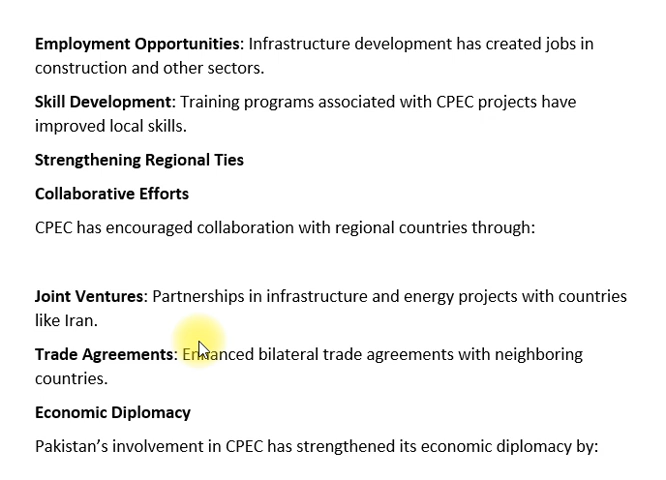 Employment Opportunities: Infrastructure development has created jobs in
construction and other sectors.
Skill Development: Training programs associated with CPEC projects have
improved local skills.
Strengthening Regional Ties
Collaborative Efforts
CPEC has encouraged collaboration with regional countries through:
Joint Ventures: Partnerships in infrastructure and energy projects with countries
like Iran.
Trade Agreements: Enhanced bilateral trade agreements with neighboring
countries.
Economic Diplomacy
Pakistan’s involvement in CPEC has strengthened its economic diplomacy by: